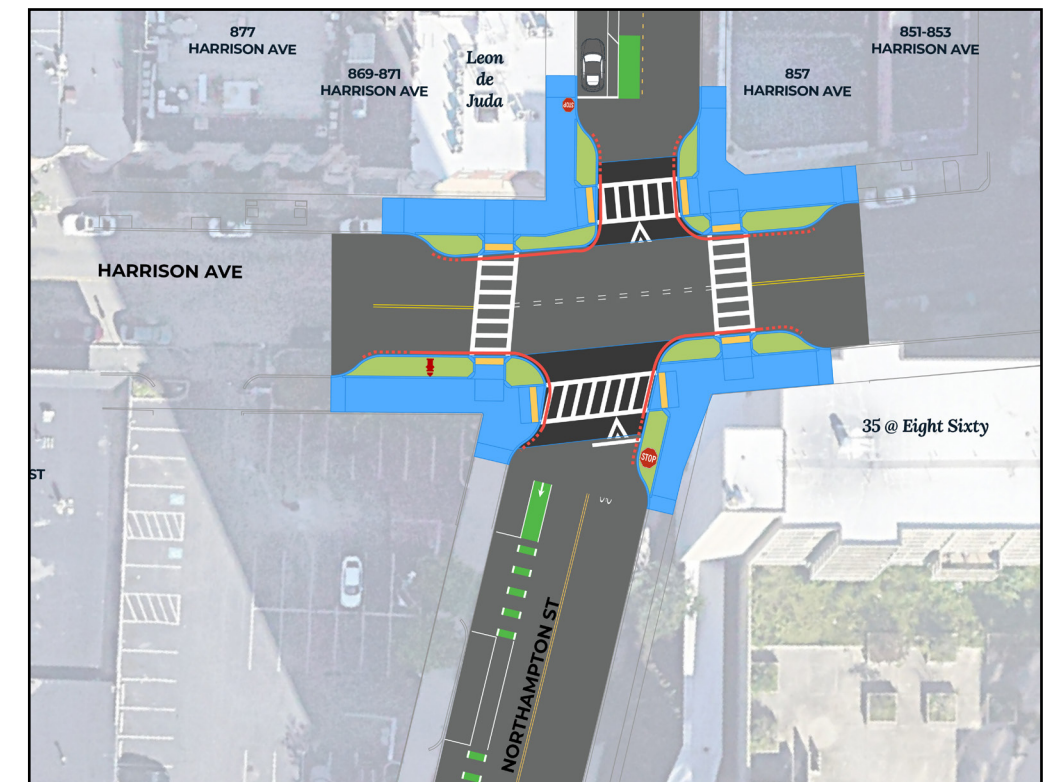 877
HARRISON AVE
869-871
HARRISON AVE
Leon
de
Juda
851-853
HARRISON AVE
857
HARRISON AVE
STOP
HARRISON AVE
35 @ Eight Sixty
STOP
ST
NORTHAMPTON ST